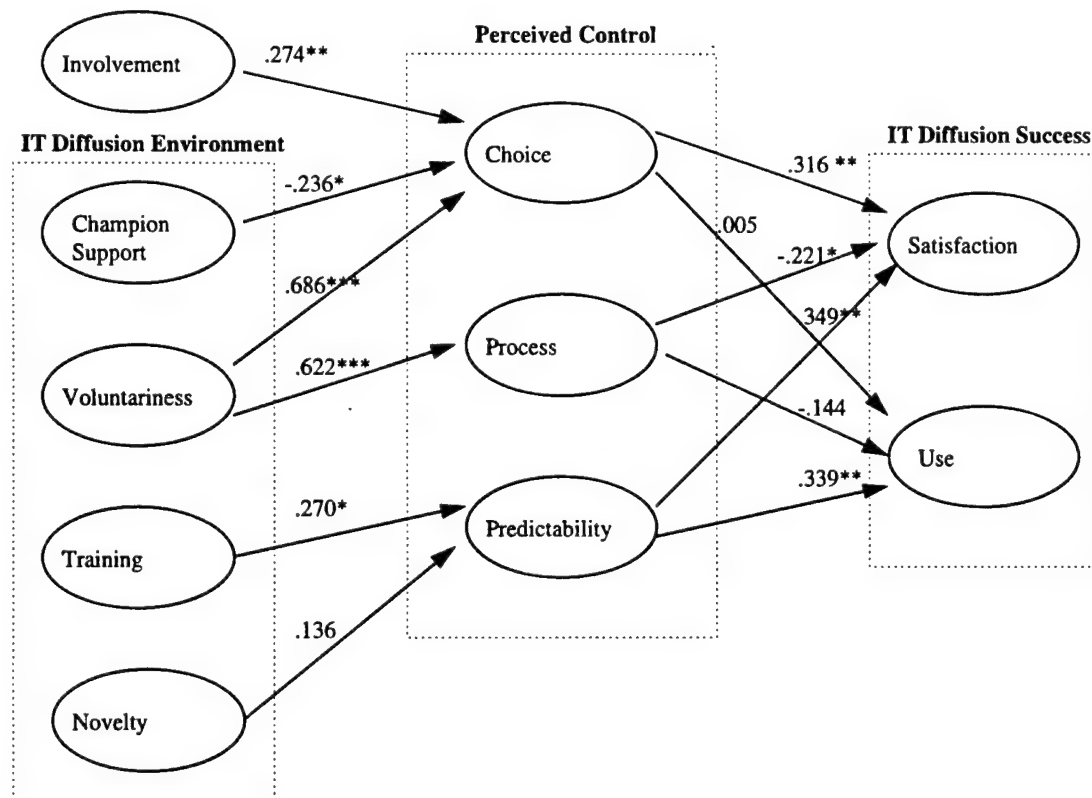 Perceived Control
Involvement
.274**
IT Diffusion Environment
IT Diffusion Success
Choice
-.236*
.316 **
Champion
Support
.005
Satisfaction
-.221*
.686***
349**
Process
.622***
Voluntariness
-.144
Use
.339**
.270*
Predictability
Training
.136
Novelty